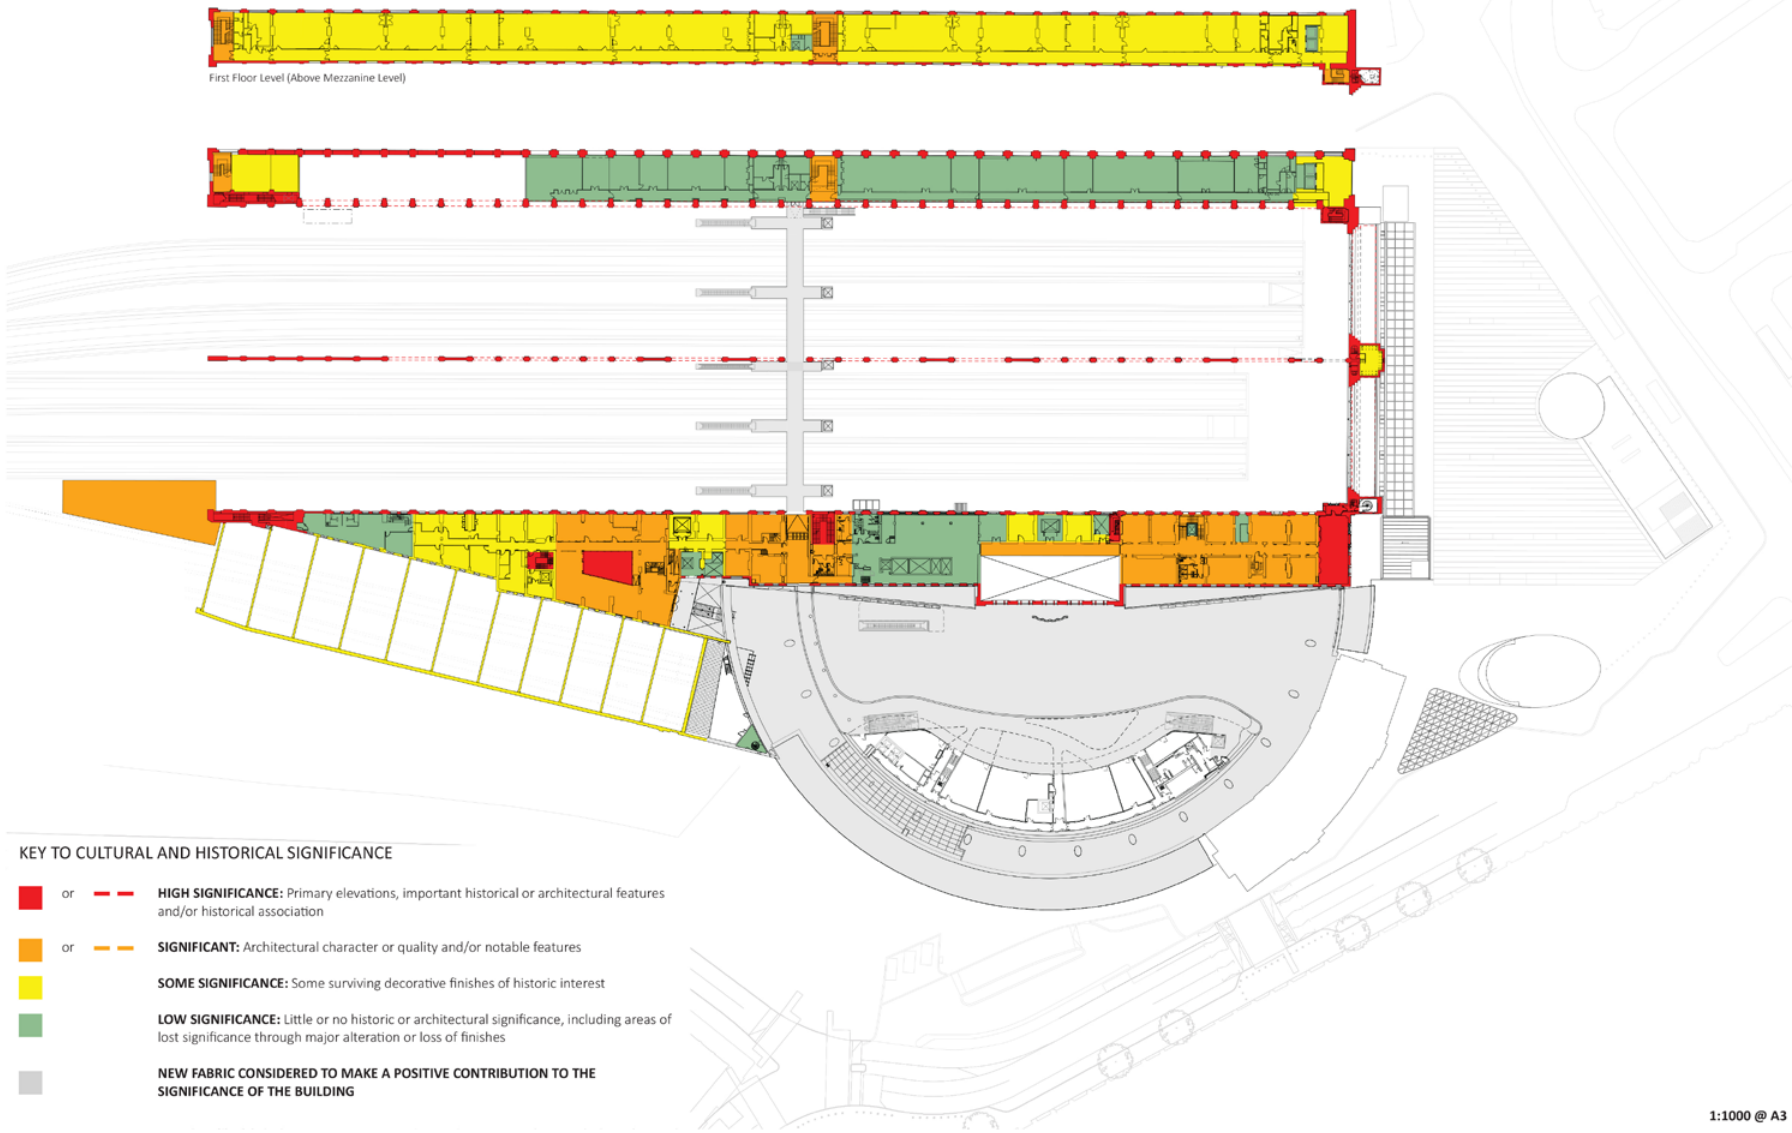 First Floor Level (Above Mezzanine Level)
KEY TO CULTURAL AND HISTORICAL SIGNIFICANCE
or
HIGH SIGNIFICANCE: Primary elevations, important historical or architectural features
and/or historical association
or
SIGNIFICANT: Architectural character or quality and/or notable features
SOME SIGNIFICANCE: Some surviving decorative finishes of historic interest
LOW SIGNIFICANCE: Little or no historic or architectural significance, including areas of
lost significance through major alteration or loss of finishes
NEW FABRIC CONSIDERED TO MAKE A POSITIVE CONTRIBUTION TO THE
SIGNIFICANCE OF THE BUILDING
1:1000 @ A3